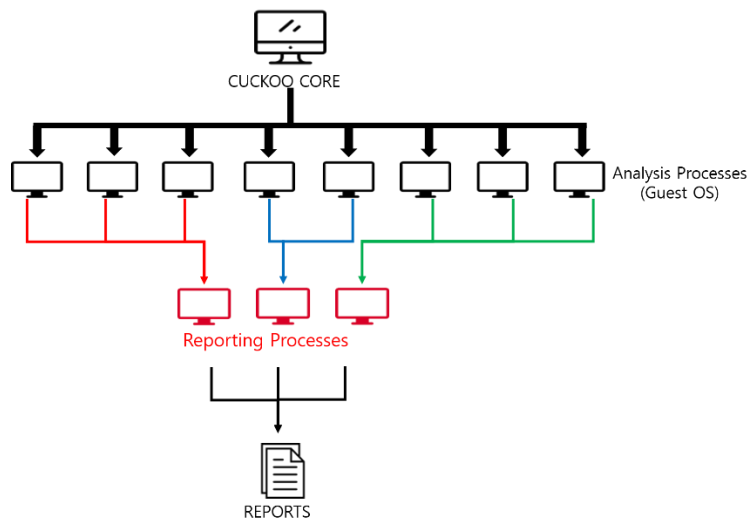 CUCKOO CORE
Analysis Processes
(Guest OS)
Reporting Processes
REPORTS